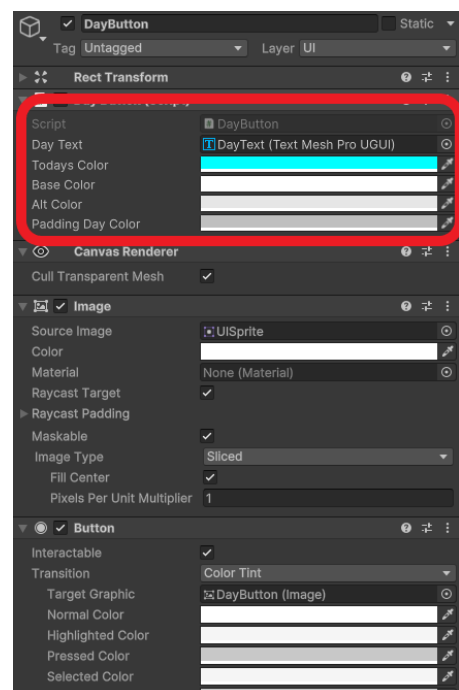 DayButton Static
Tag Untagged Layer UI
Rect Transform
Day Button (Script)
Script DayButton
Day Text DayText (Text Mesh Pro UGUI)
Todays Color
Base Color
Alt Color
Padding Day Color
Canvas Renderer
Cull Transparent Mesh
Image
Source Image UISprite
Color
Material None (Material)
Raycast Target
Raycast Padding
Maskable
Image Type Sliced
Fill Center
Pixels Per Unit Multiplier 1
Button
Interactable
Transition Color Tint
Target Graphic DayButton (Image)
Normal Color
Highlighted Color
Pressed Color
Selected Color